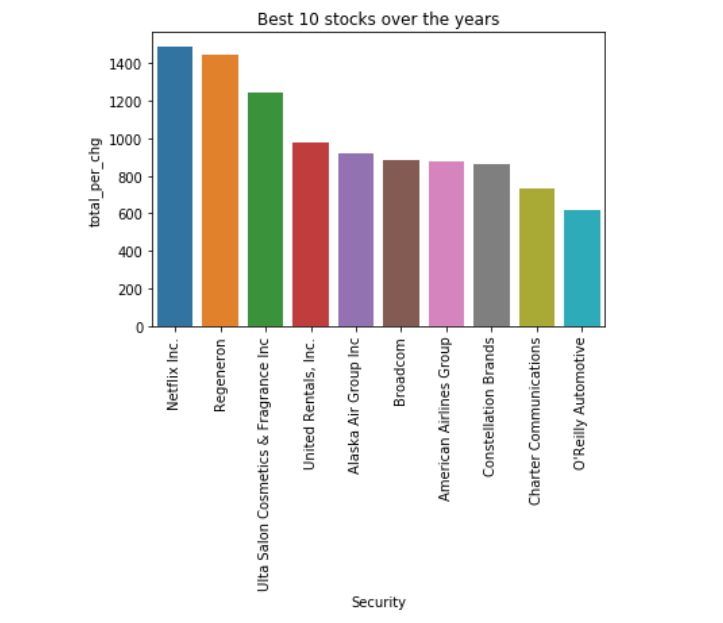 Best 10 stocks over the years
total_per_chg
1400
1200
1000
800
600
400
200
0
Netflix Inc.
Regeneron
Ulta Salon Cosmetics & Fragrance Inc
United Rentals, Inc.
Alaska Air Group Inc
Broadcom
American Airlines Group
Constellation Brands
Charter Communications
O'Reilly Automotive
Security